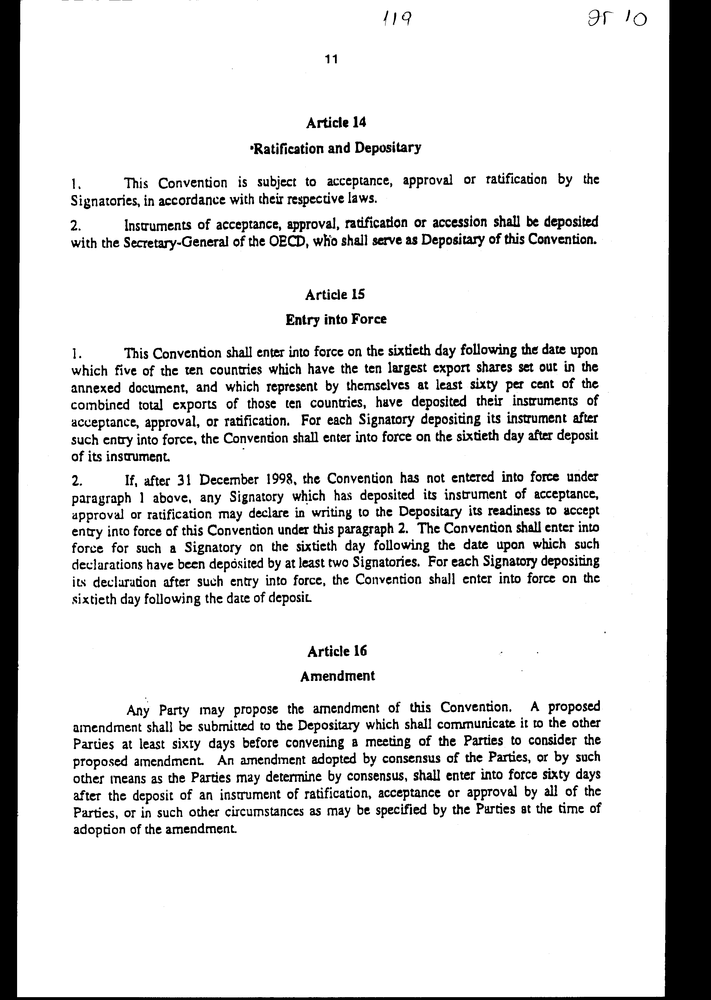 119
10
11
Article 14
Ratification and Depositary
1. This Convention is subject to acceptance, approval or ratification by the
Signatories, in accordance with their respective laws.
2. Instruments of acceptance, approval, ratification or accession shall be deposited
with the Secretary-General of the OECD, who shall serve as Depositary of this Convention.
Article 15
Entry into Force
1. This Convention shall enter into force on the sixtieth day following the date upon
which five of the ten countries which have the ten largest export shares set out in the
annexed document, and which represent by themselves at least sixty per cent of the
combined total exports of those ten countries, have deposited their instruments of
acceptance, approval, or ratification. For each Signatory depositing its instrument after
such entry into force, the Convention shall enter into force on the sixtieth day after deposit
of its instrument.
2. If, after 31 December 1998, the Convention has not entered into force under
paragraph 1 above, any Signatory which has deposited its instrument of acceptance,
approval or ratification may declare in writing to the Depositary its readiness to accept
entry into force of this Convention under this paragraph 2. The Convention shall enter into
force for such a Signatory on the sixtieth day following the date upon which such
declarations have been deposited by at least two Signatories. For each Signatory depositing
its declaration after such entry into force, the Convention shall enter into force on the
sixtieth day following the date of deposit.
Article 16
Amendment
Any Party may propose the amendment of this Convention. A proposed
amendment shall be submitted to the Depositary which shall communicate it to the other
Parties at least sixty days before convening a meeting of the Parties to consider the
proposed amendment. An amendment adopted by consensus of the Parties, or by such
other means as the Parties may determine by consensus, shall enter into force sixty days
after the deposit of an instrument of ratification, acceptance or approval by all of the
Parties, or in such other circumstances as may be specified by the Parties at the time of
adoption of the amendment.